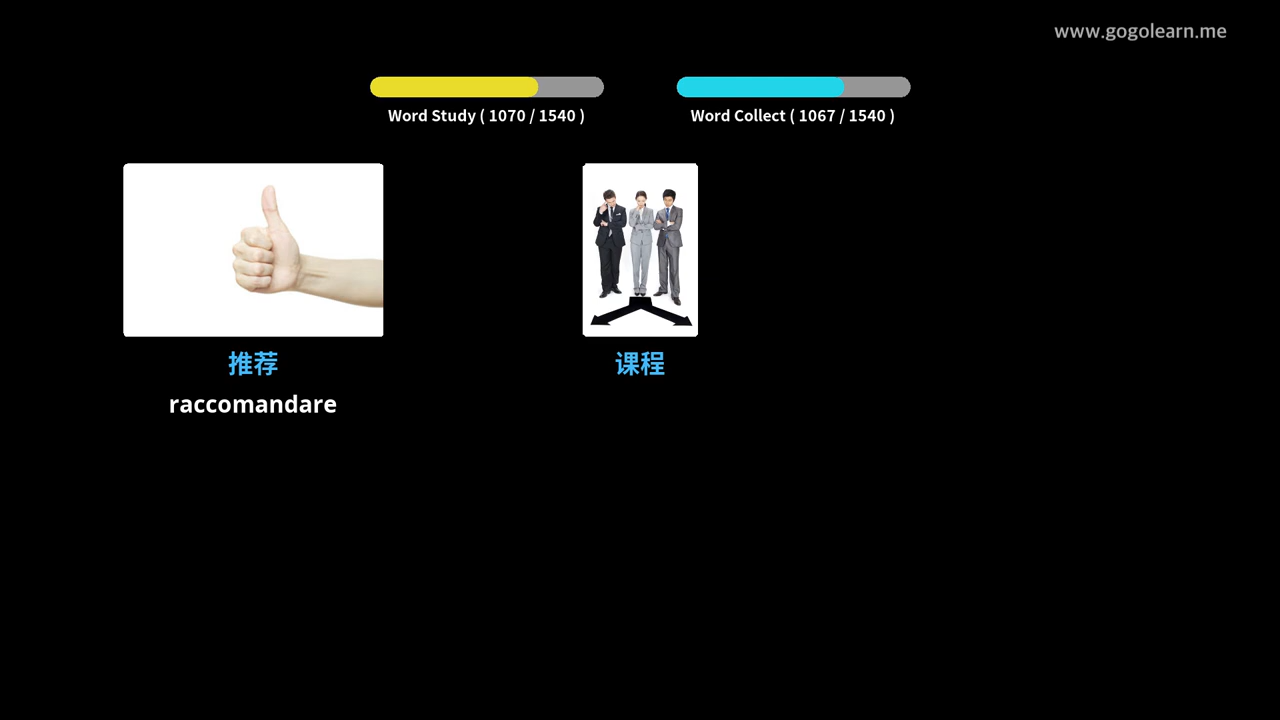 www.gogolearn.me
Word Study ( 1070 / 1540 )
Word Collect ( 1067 / 1540 )
推荐
课程
raccomandare